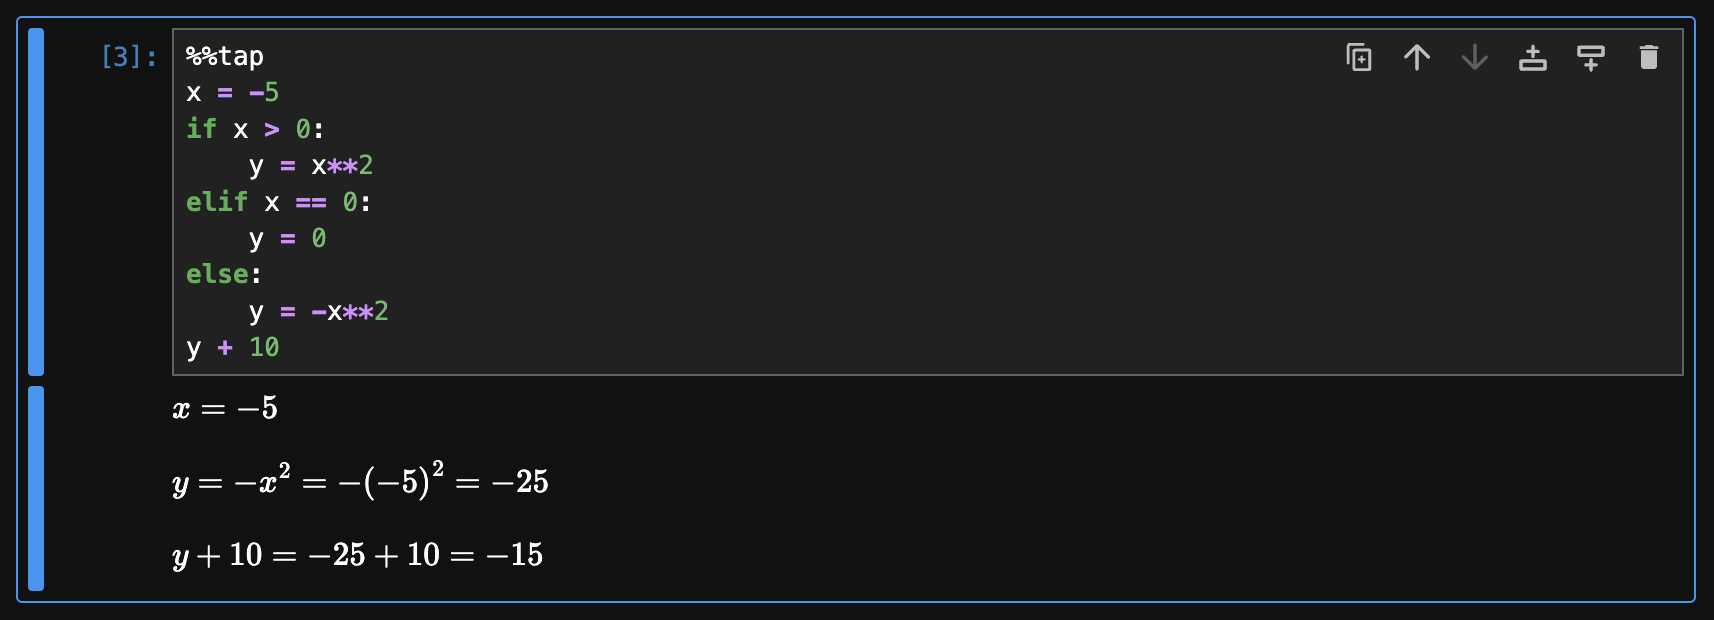 [3]:
%%tap
x = -5
if x > 0:
    y = x**2
elif x == 0:
    y = 0
else:
    y = -x**2
y + 10
x = −5
y = −x² = −(−5)² = −25
y + 10 = −25 + 10 = −15